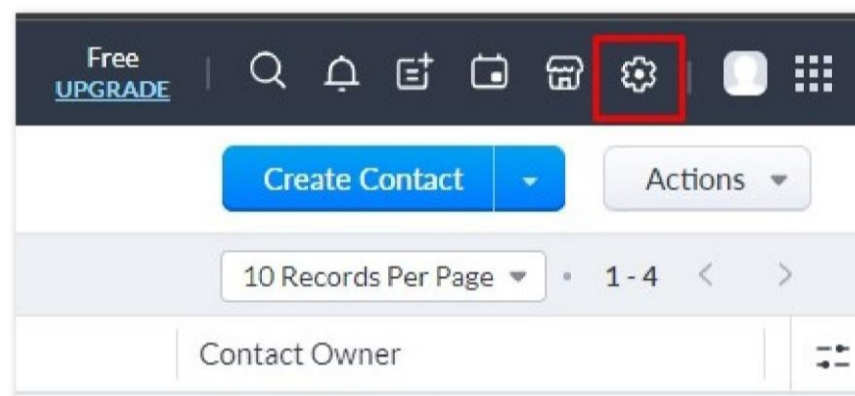 Free
UPGRADE
Create Contact
Actions
10 Records Per Page • 1 - 4
Contact Owner